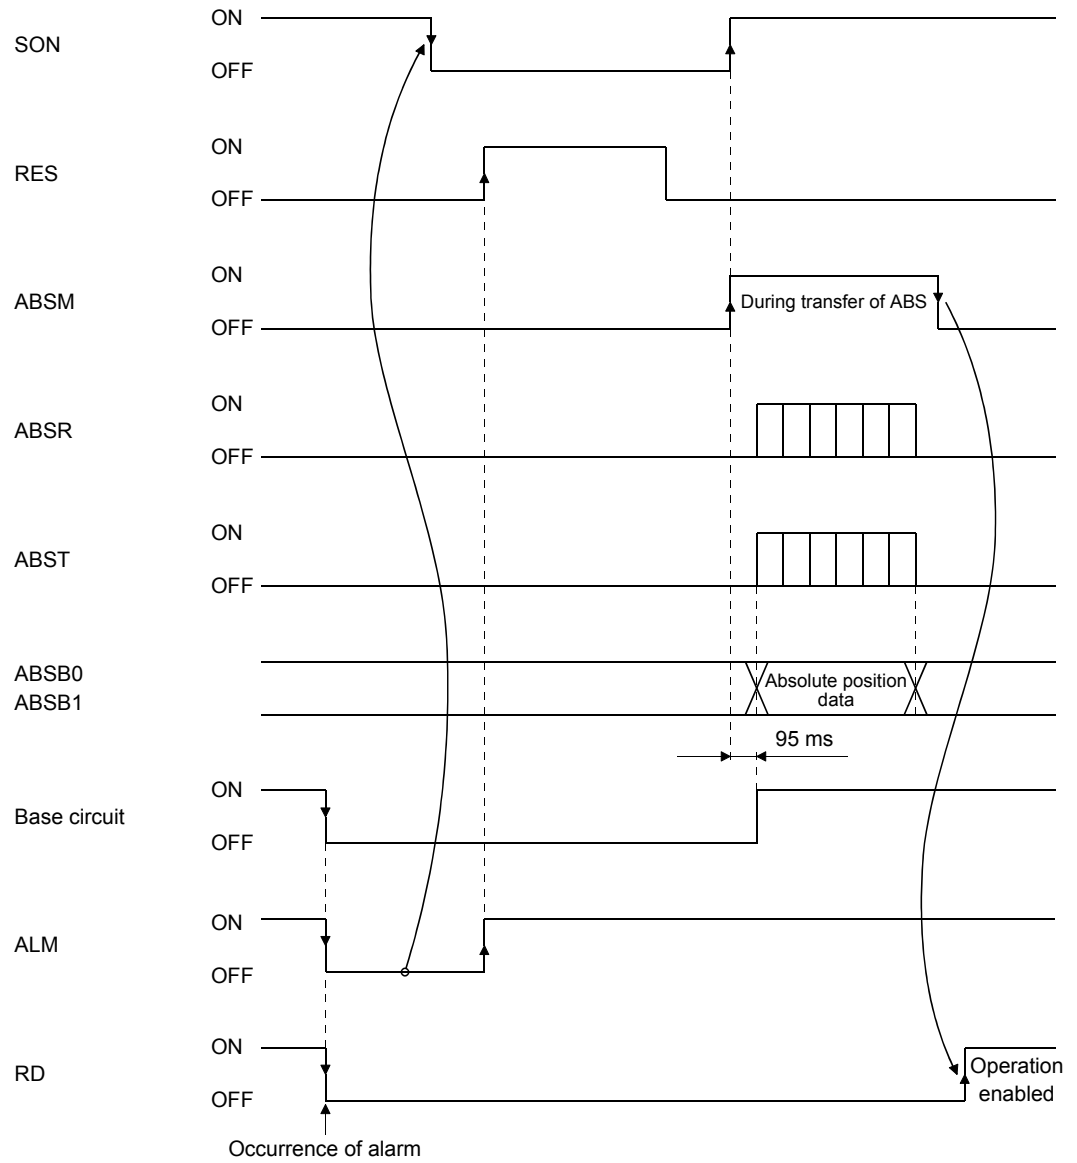 ON
SON
OFF
ON
RES
OFF
ON
ABSM
During transfer of ABS
OFF
ON
ABSR
OFF
ON
ABST
OFF
ABSB0
Absolute position
data
ABSB1
95 ms
ON
Base circuit
OFF
ON
ALM
OFF
ON
RD
Operation
enabled
OFF
Occurrence of alarm